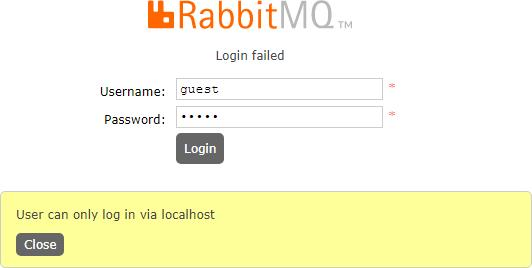 RabbitMQ™
Login failed
Username: guest *
Password: ••••• *
Login
User can only log in via localhost
Close